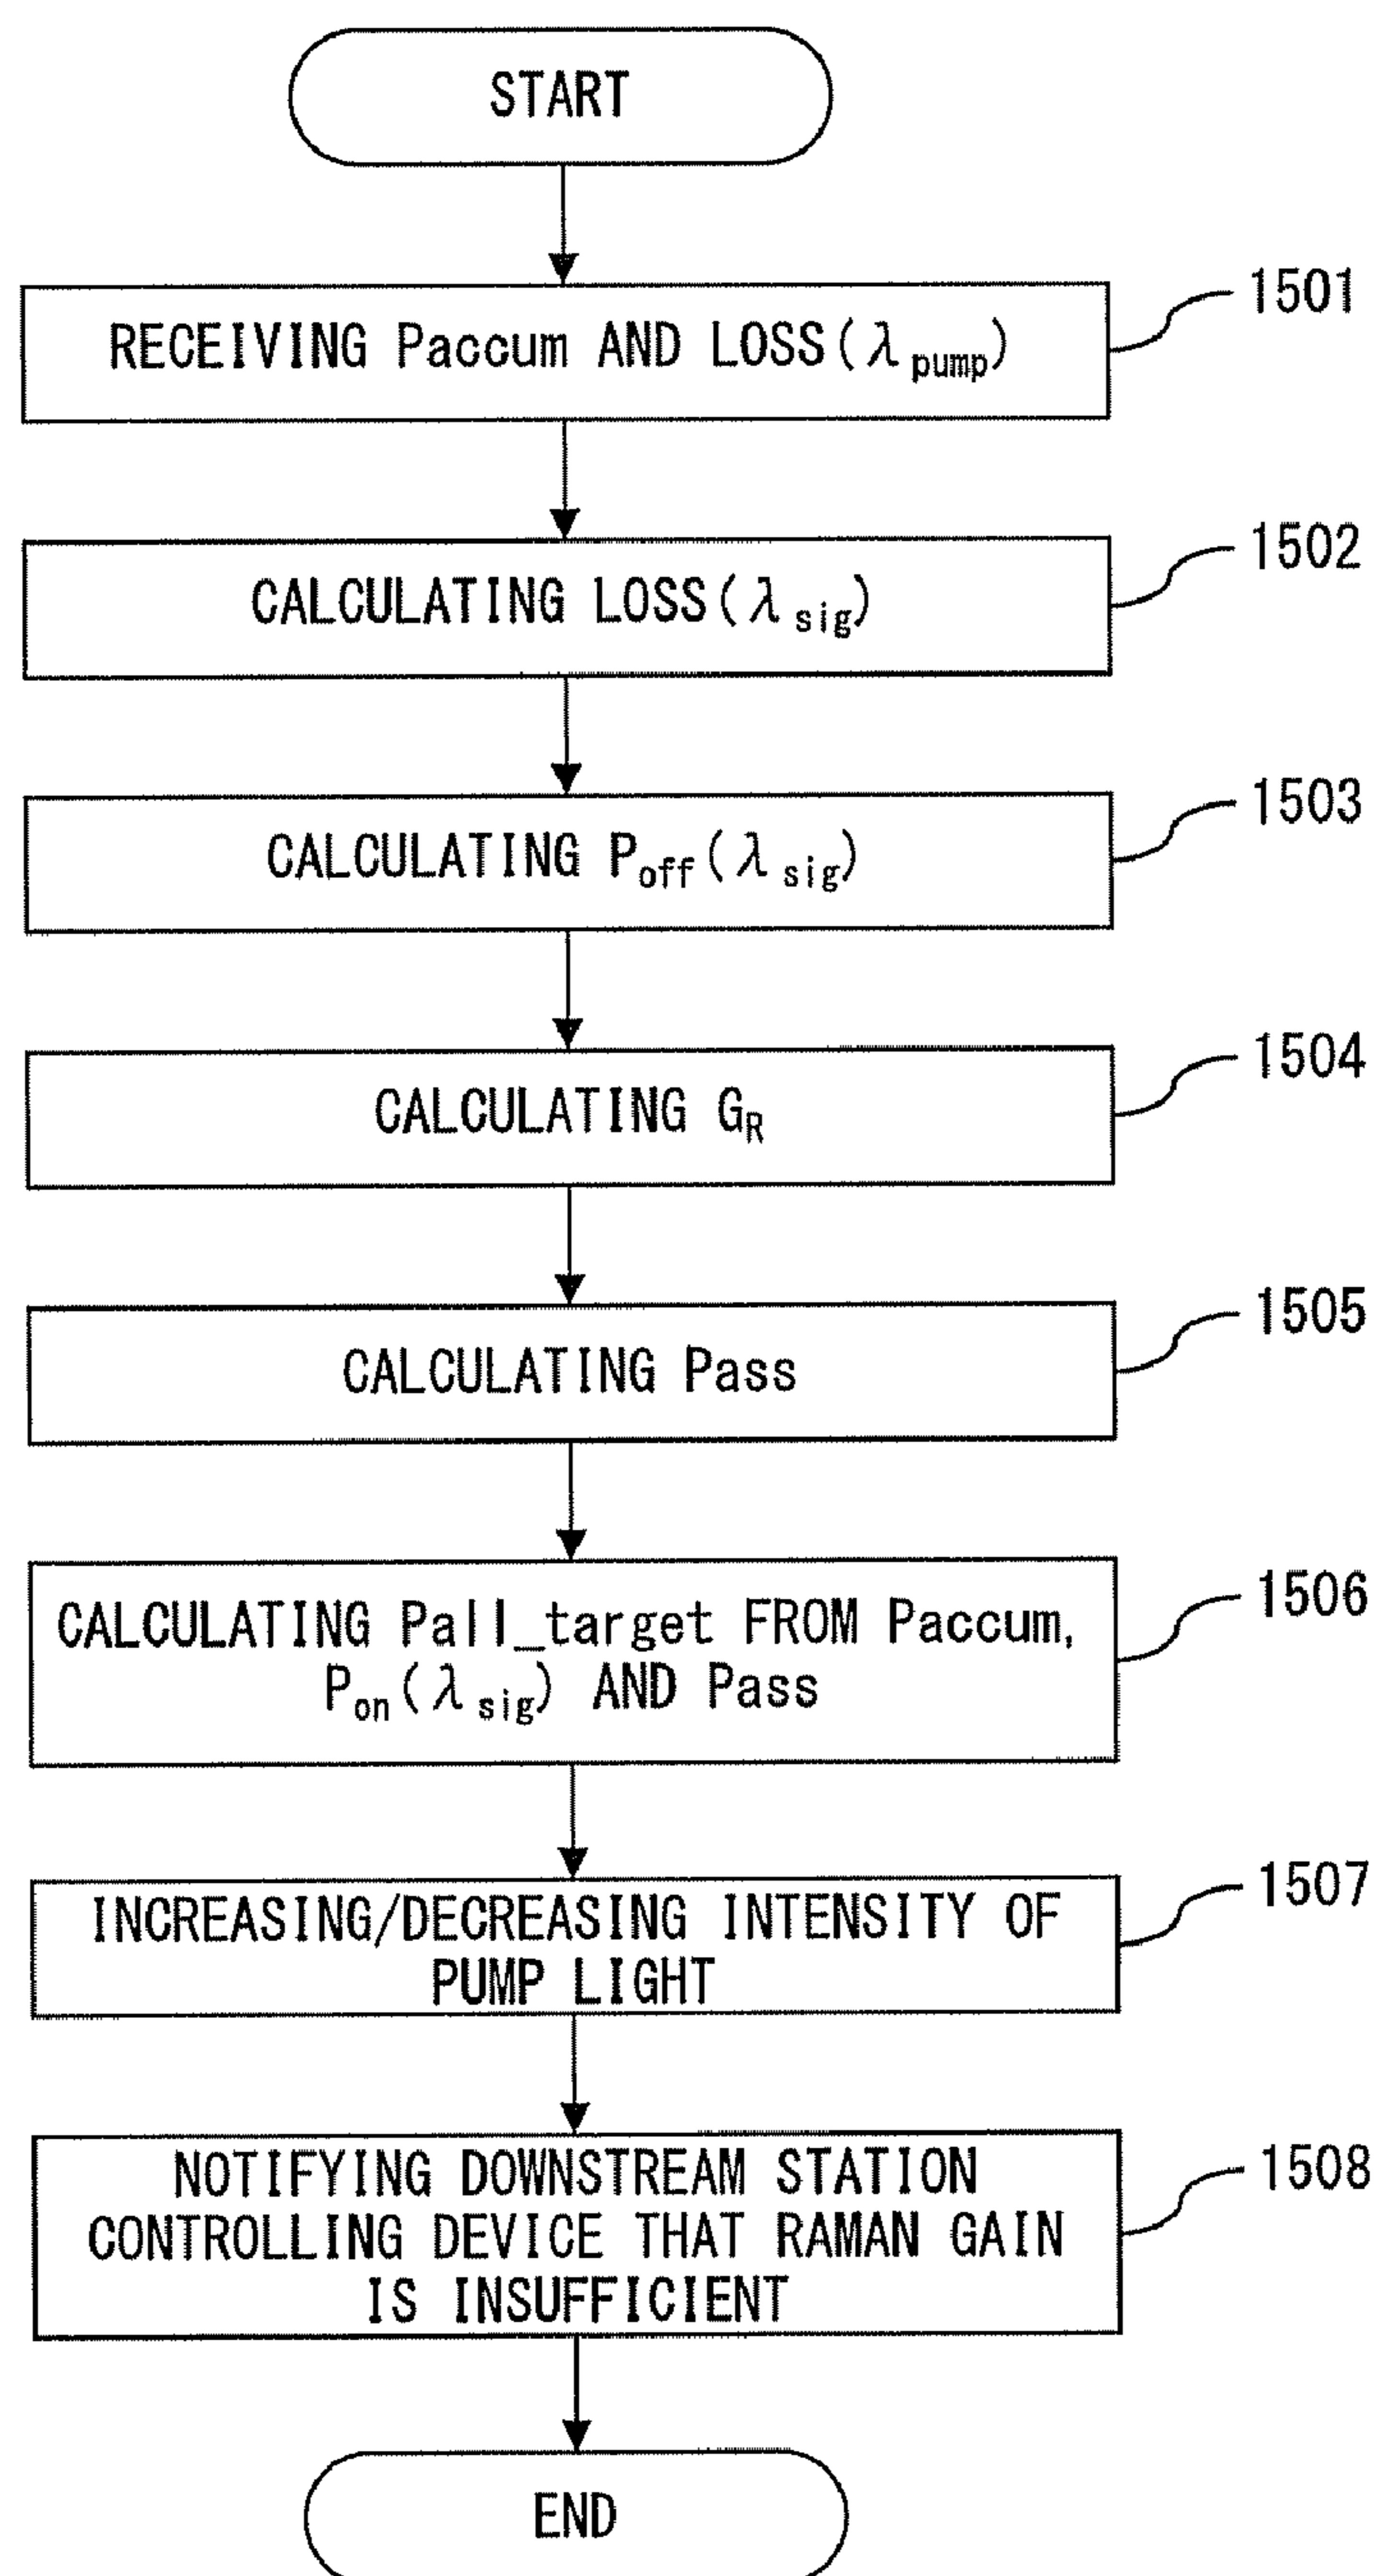 START
RECEIVING Paccum AND LOSS(λpump)
1501
CALCULATING LOSS(λsig)
1502
CALCULATING Poff(λsig)
1503
CALCULATING GR
1504
CALCULATING Pass
1505
CALCULATING Pall_target FROM Paccum,
Pon(λsig) AND Pass
1506
INCREASING/DECREASING INTENSITY OF
PUMP LIGHT
1507
NOTIFYING DOWNSTREAM STATION
CONTROLLING DEVICE THAT RAMAN GAIN
IS INSUFFICIENT
1508
END